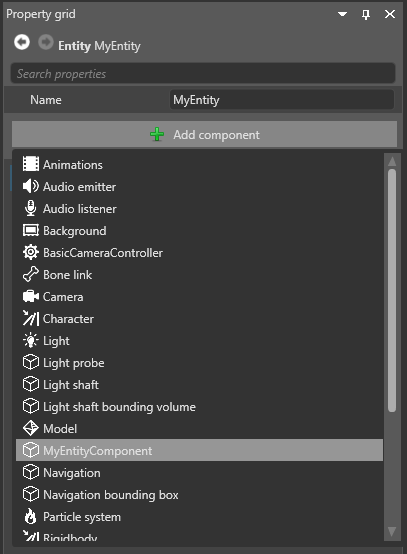 Property grid
Entity MyEntity
Search properties
Name MyEntity
Add component
Animations
Audio emitter
Audio listener
Background
BasicCameraController
Bone link
Camera
Character
Light
Light probe
Light shaft
Light shaft bounding volume
Model
MyEntityComponent
Navigation
Navigation bounding box
Particle system
Rigidbody